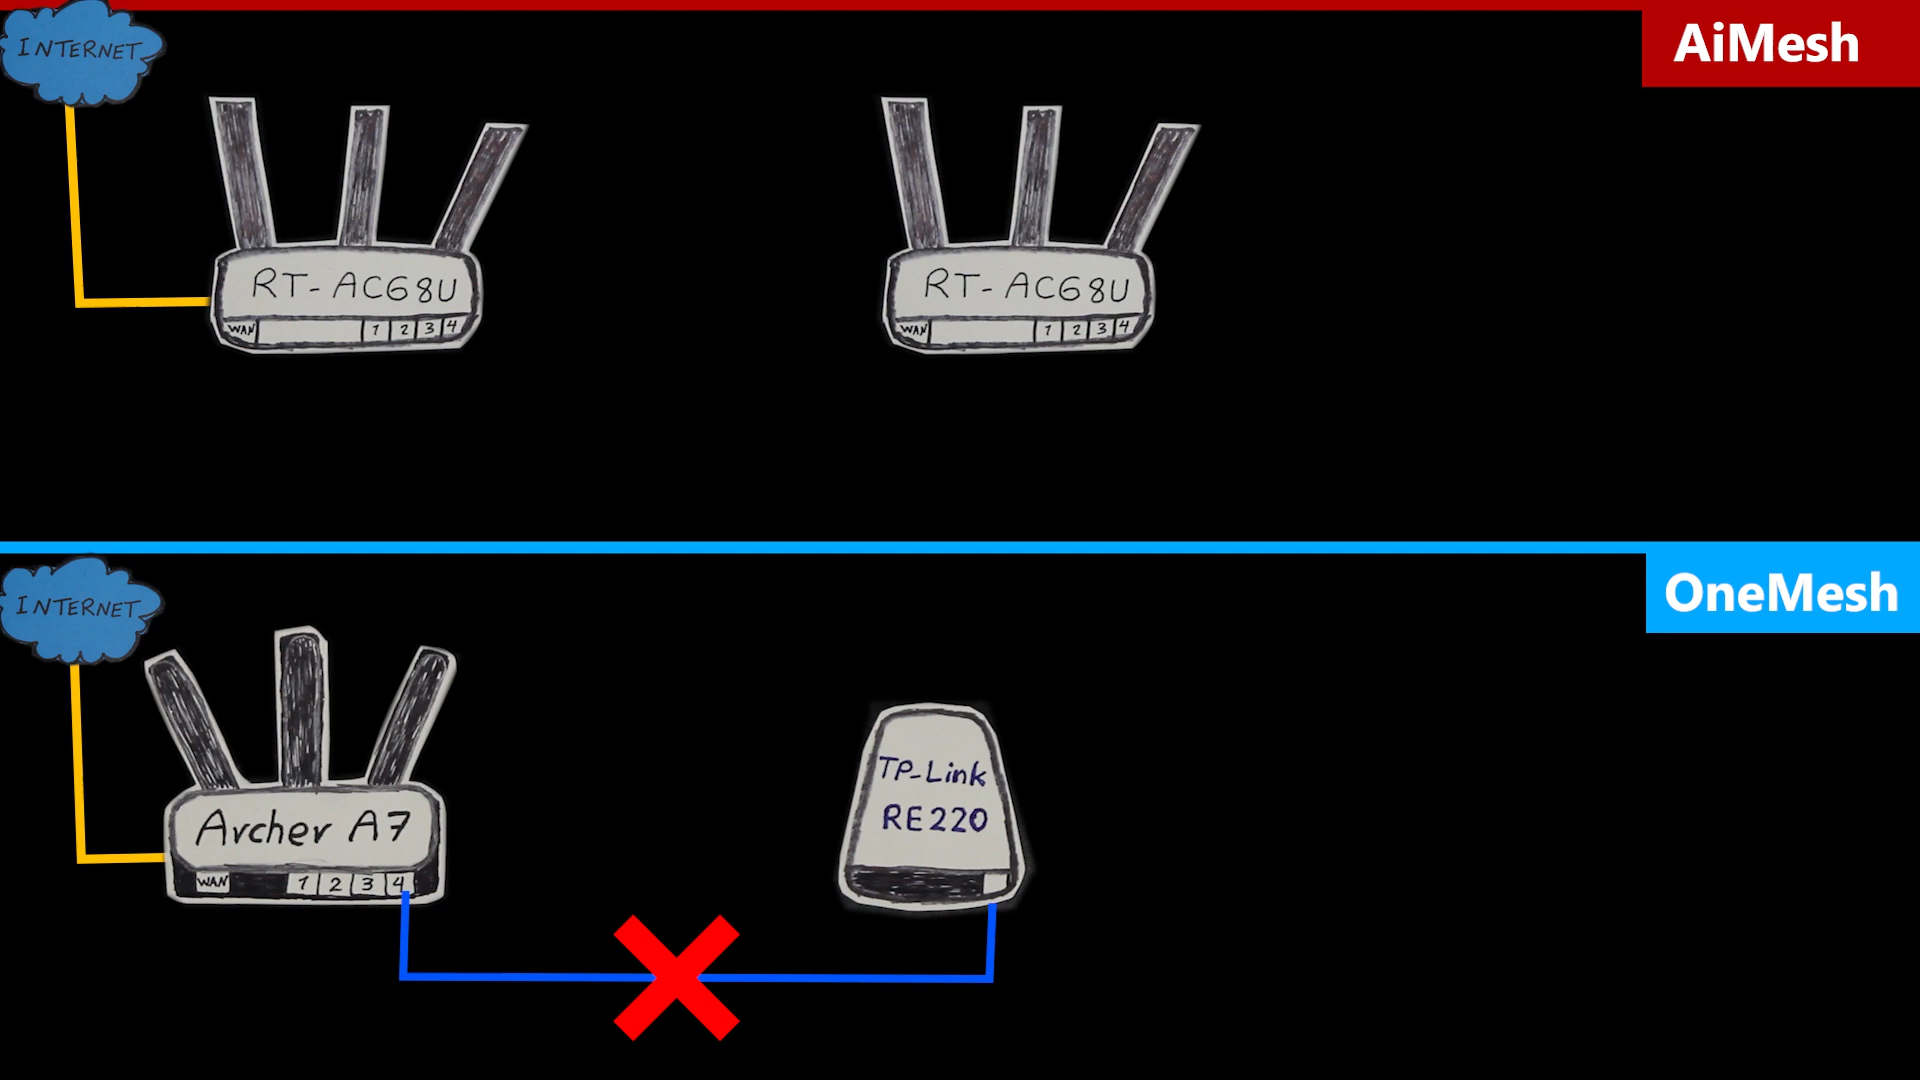 INTERNET
AiMesh
RT-AC68U
WAN 1 2 3 4
RT-AC68U
WAN 1 2 3 4
INTERNET
OneMesh
Archer A7
WAN 1 2 3 4
TP-Link
RE220